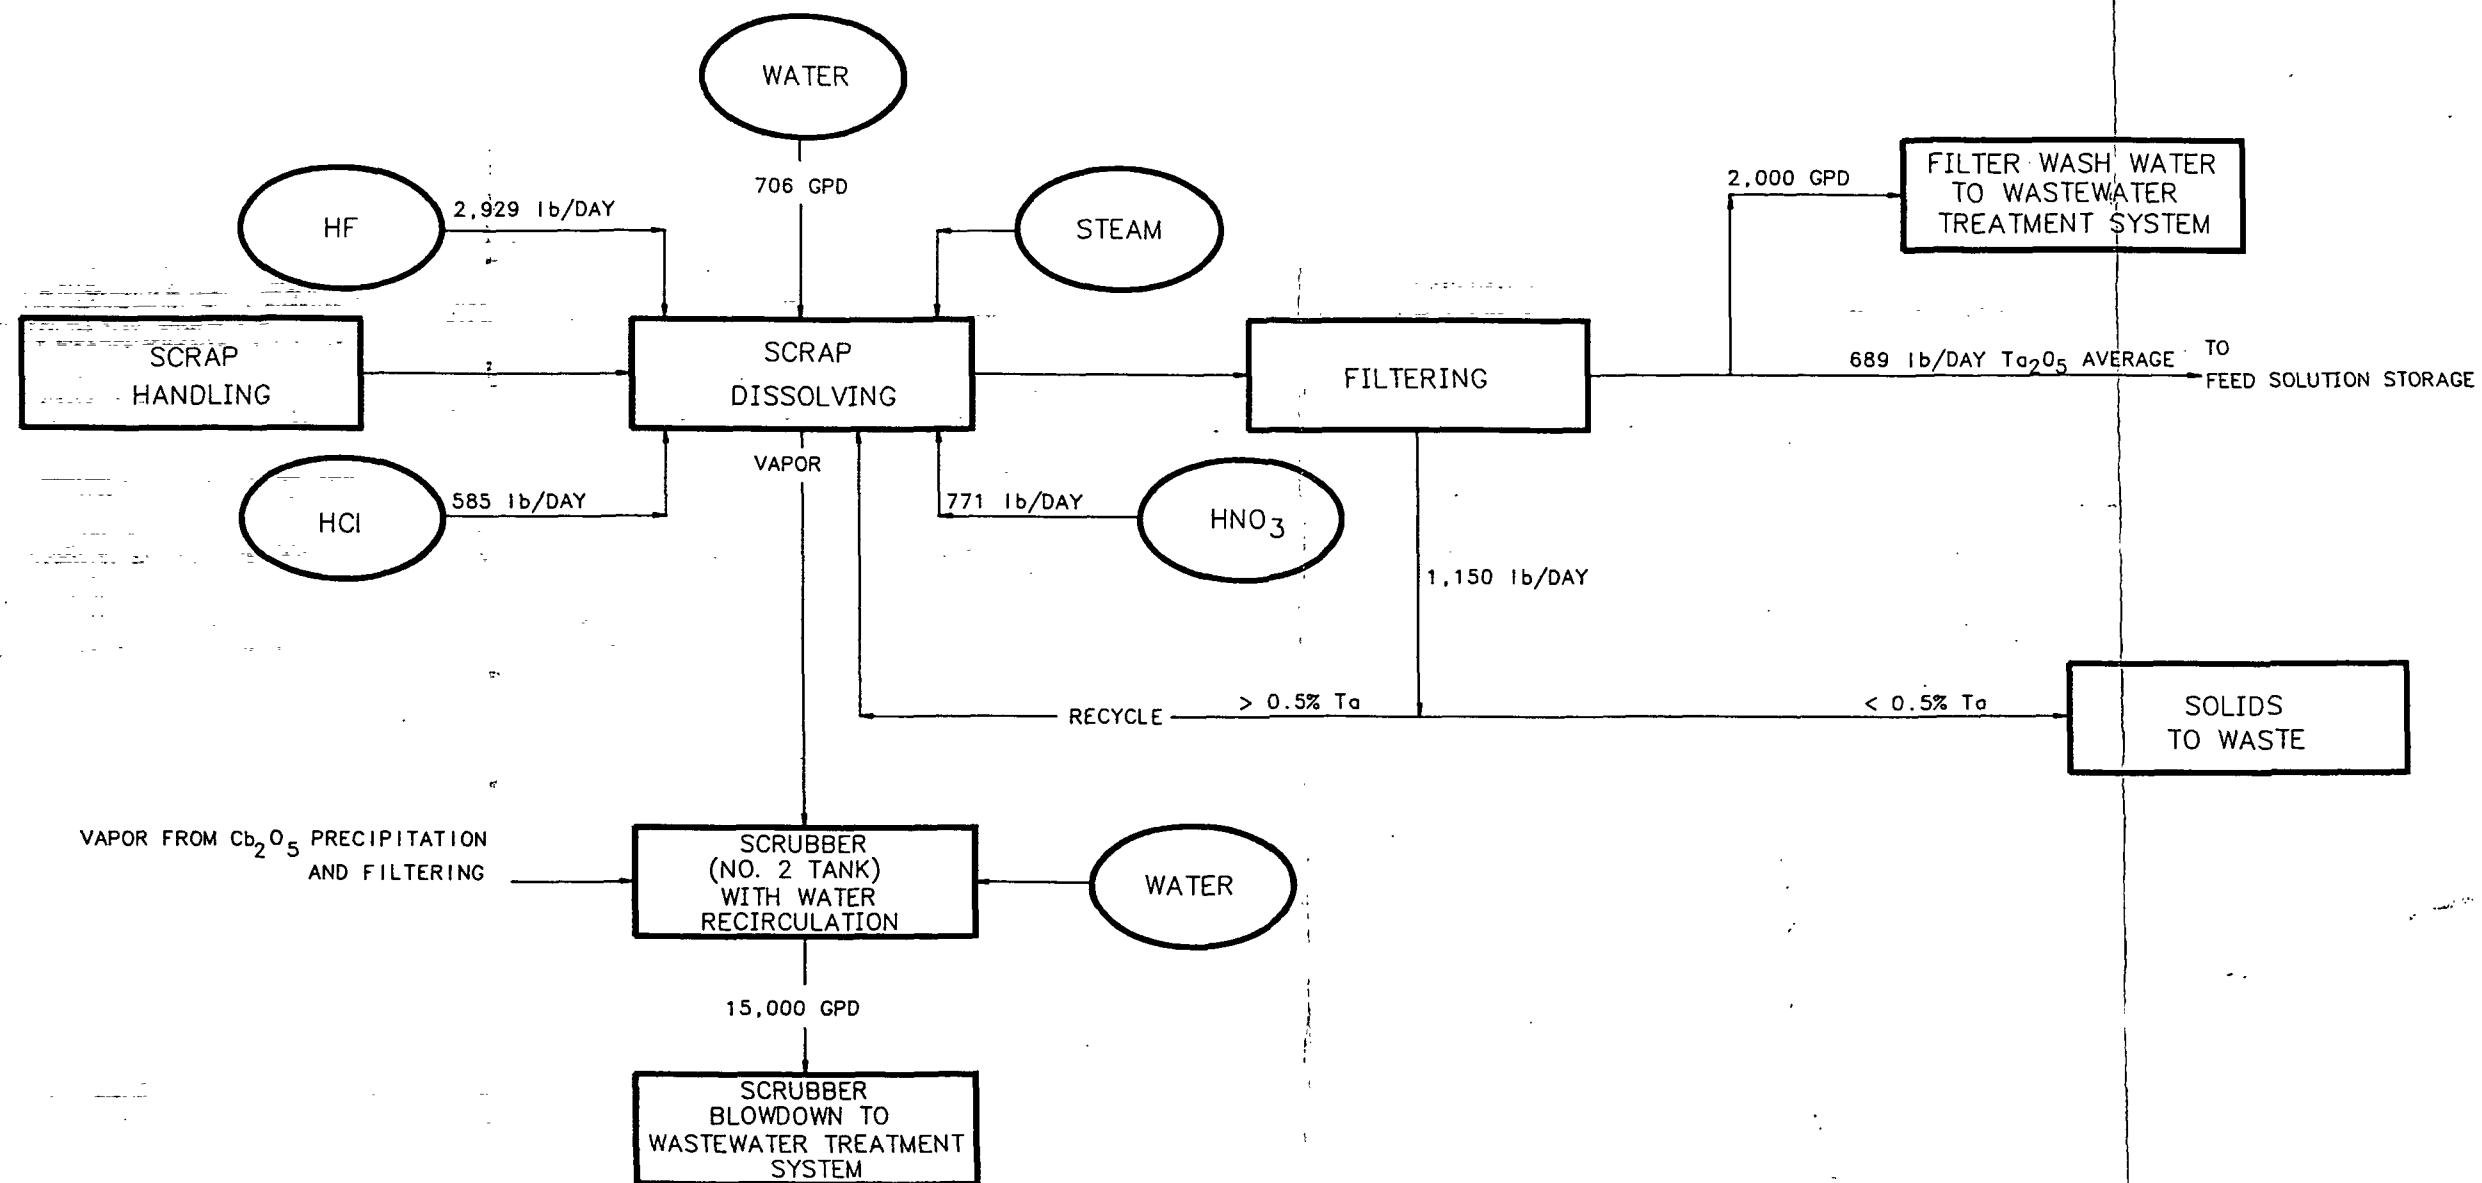 WATER
706 GPD
HF
2,929 lb/DAY
STEAM
2,000 GPD
FILTER WASH WATER
TO WASTEWATER
TREATMENT SYSTEM
SCRAP
HANDLING
SCRAP
DISSOLVING
FILTERING
689 lb/DAY Ta2O5 AVERAGE
TO
FEED SOLUTION STORAGE
VAPOR
HCl
585 lb/DAY
771 lb/DAY
HNO3
1,150 lb/DAY
RECYCLE
> 0.5% Ta
< 0.5% Ta
SOLIDS
TO WASTE
VAPOR FROM Cb2O5 PRECIPITATION
AND FILTERING
SCRUBBER
(NO. 2 TANK)
WITH WATER
RECIRCULATION
WATER
15,000 GPD
SCRUBBER
BLOWDOWN TO
WASTEWATER TREATMENT
SYSTEM